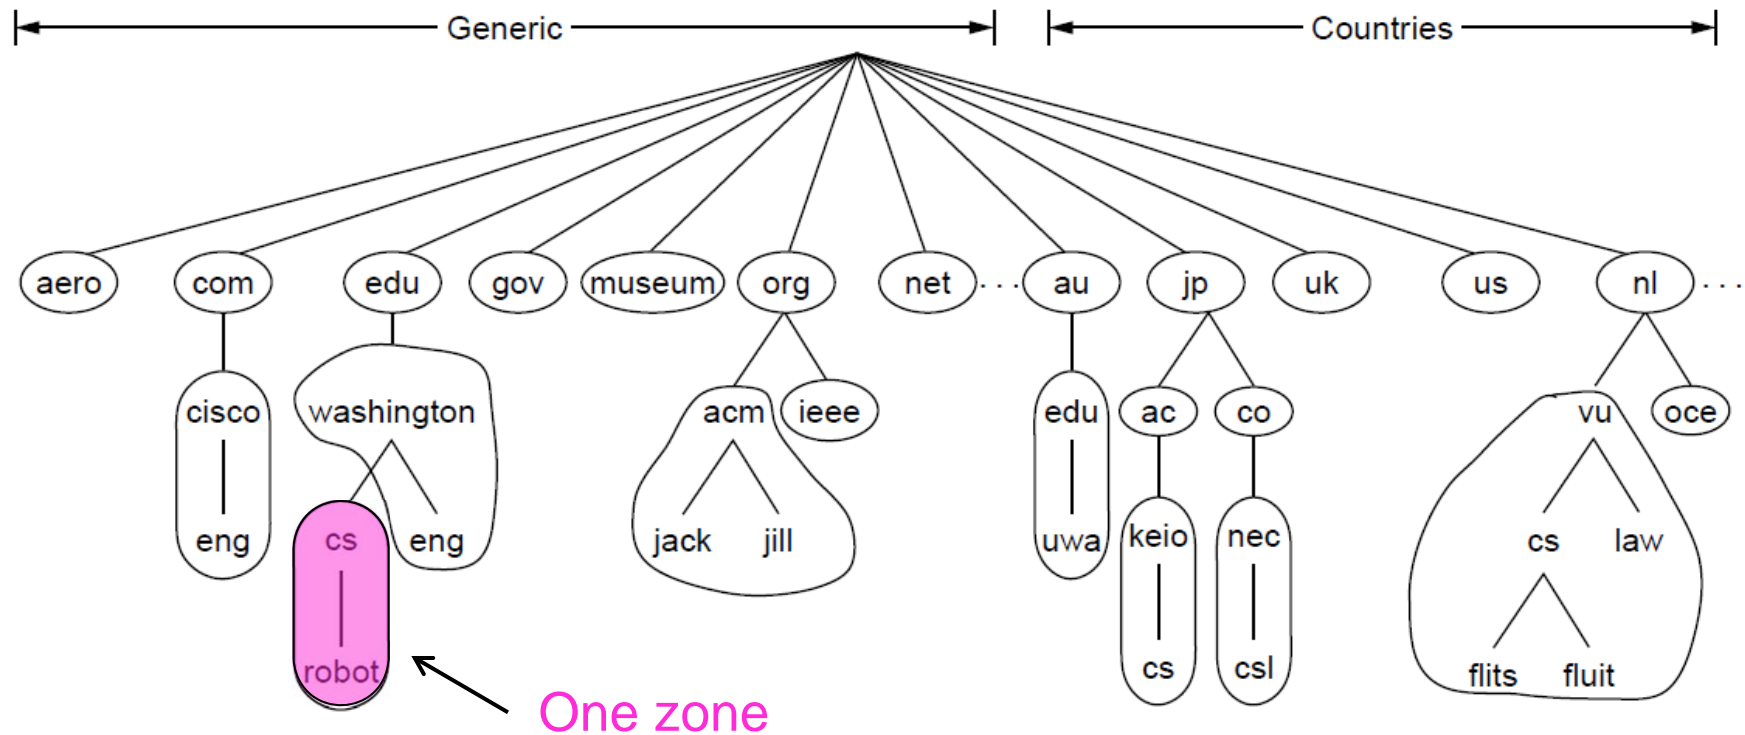 Generic Countries
aero com edu gov museum org net ... au jp uk us nl ...
cisco washington acm ieee edu ac co vu oce
eng cs eng jack jill uwa keio nec cs law
robot cs csl flits fluit
One zone